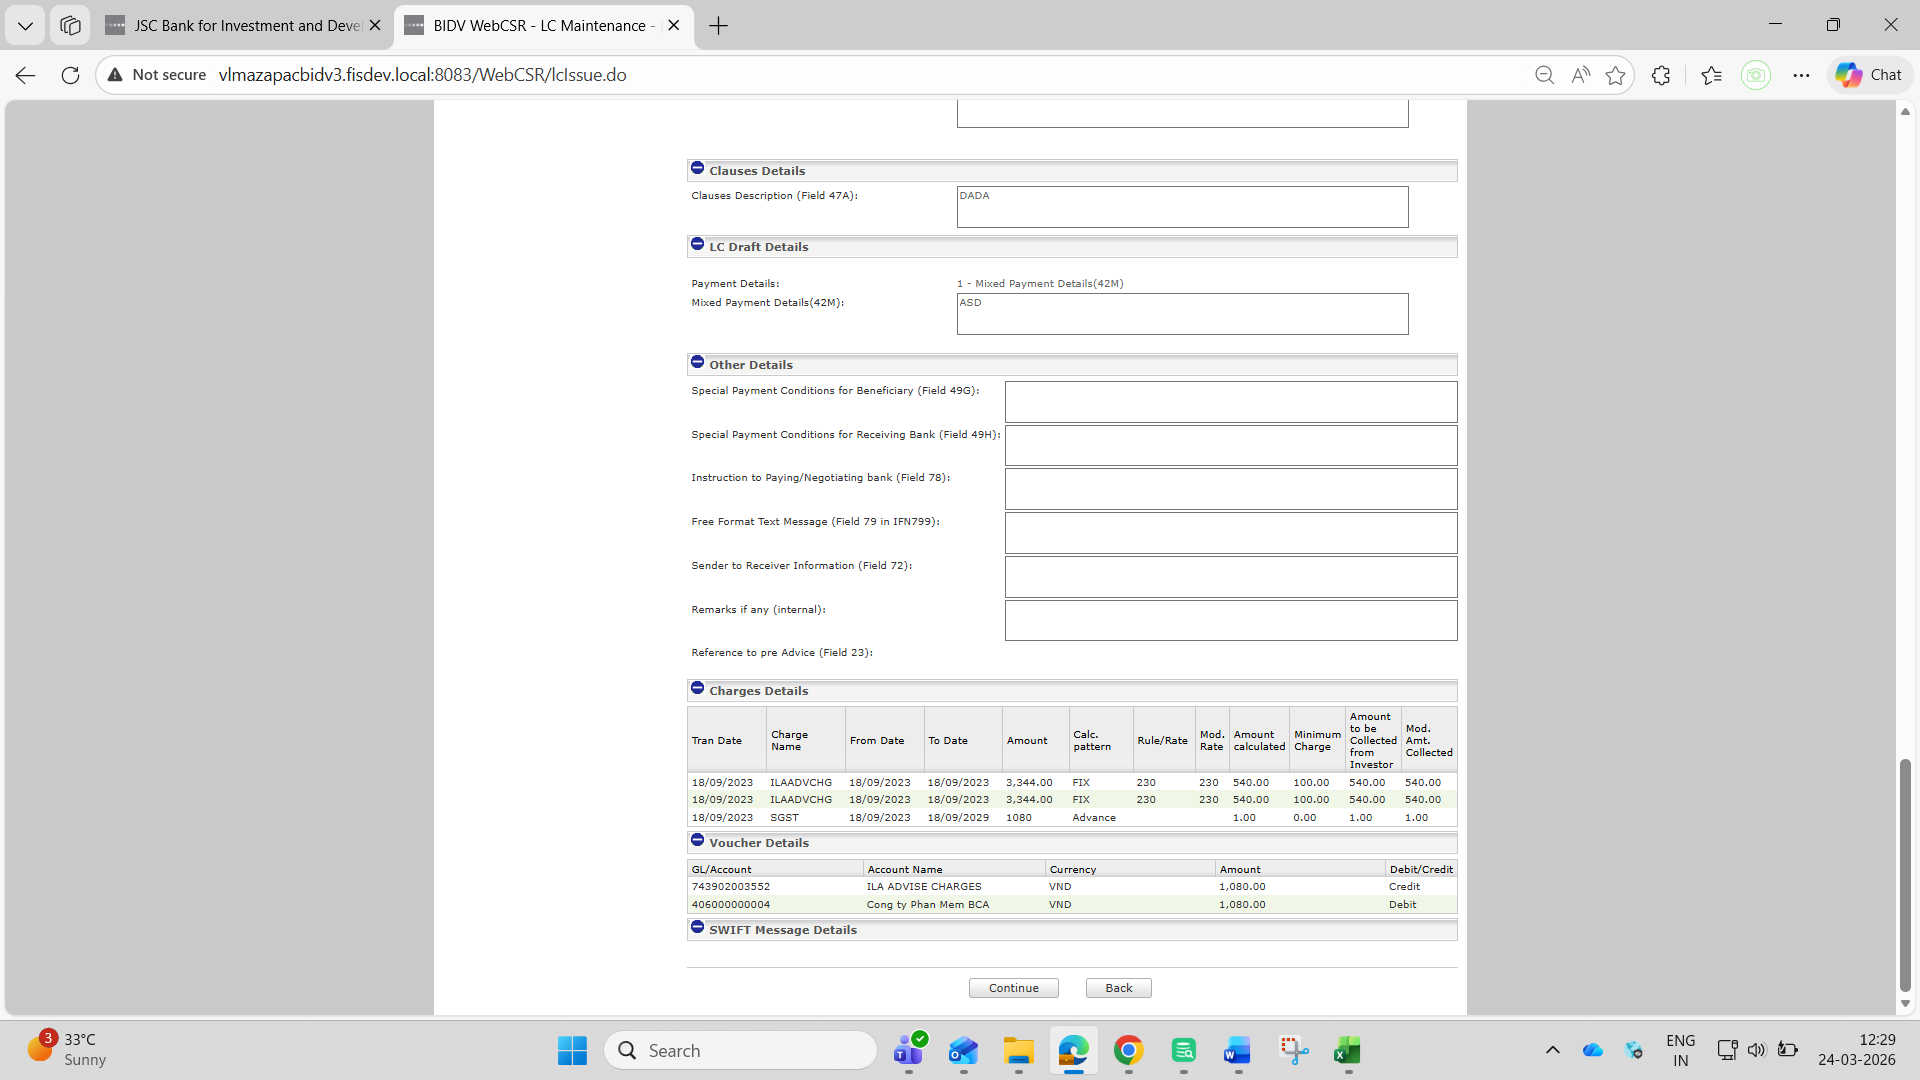 JSC Bank for Investment and Deve
BIDV WebCSR - LC Maintenance -
Not secure vlmazapacbidv3.fisdev.local:8083/WebCSR/lcIssue.do
Chat
Clauses Details
Clauses Description (Field 47A): DADA
LC Draft Details
Payment Details: 1 - Mixed Payment Details(42M)
Mixed Payment Details(42M): ASD
Other Details
Special Payment Conditions for Beneficiary (Field 49G):
Special Payment Conditions for Receiving Bank (Field 49H):
Instruction to Paying/Negotiating bank (Field 78):
Free Format Text Message (Field 79 in IFN799):
Sender to Receiver Information (Field 72):
Remarks if any (internal):
Reference to pre Advice (Field 23):
Charges Details
Tran Date Charge Name From Date To Date Amount Calc. pattern Rule/Rate Mod. Rate Amount calculated Minimum Charge Amount to be Collected from Investor Mod. Amt. Collected
18/09/2023 ILAADVCHG 18/09/2023 18/09/2023 3,344.00 FIX 230 230 540.00 100.00 540.00 540.00
18/09/2023 ILAADVCHG 18/09/2023 18/09/2023 3,344.00 FIX 230 230 540.00 100.00 540.00 540.00
18/09/2023 SGST 18/09/2023 18/09/2029 1080 Advance 1.00 0.00 1.00 1.00
Voucher Details
GL/Account Account Name Currency Amount Debit/Credit
743902003552 ILA ADVISE CHARGES VND 1,080.00 Credit
406000000004 Cong ty Phan Mem BCA VND 1,080.00 Debit
SWIFT Message Details
Continue Back
3 33°C
Sunny
Search
ENG
IN
12:29
24-03-2026